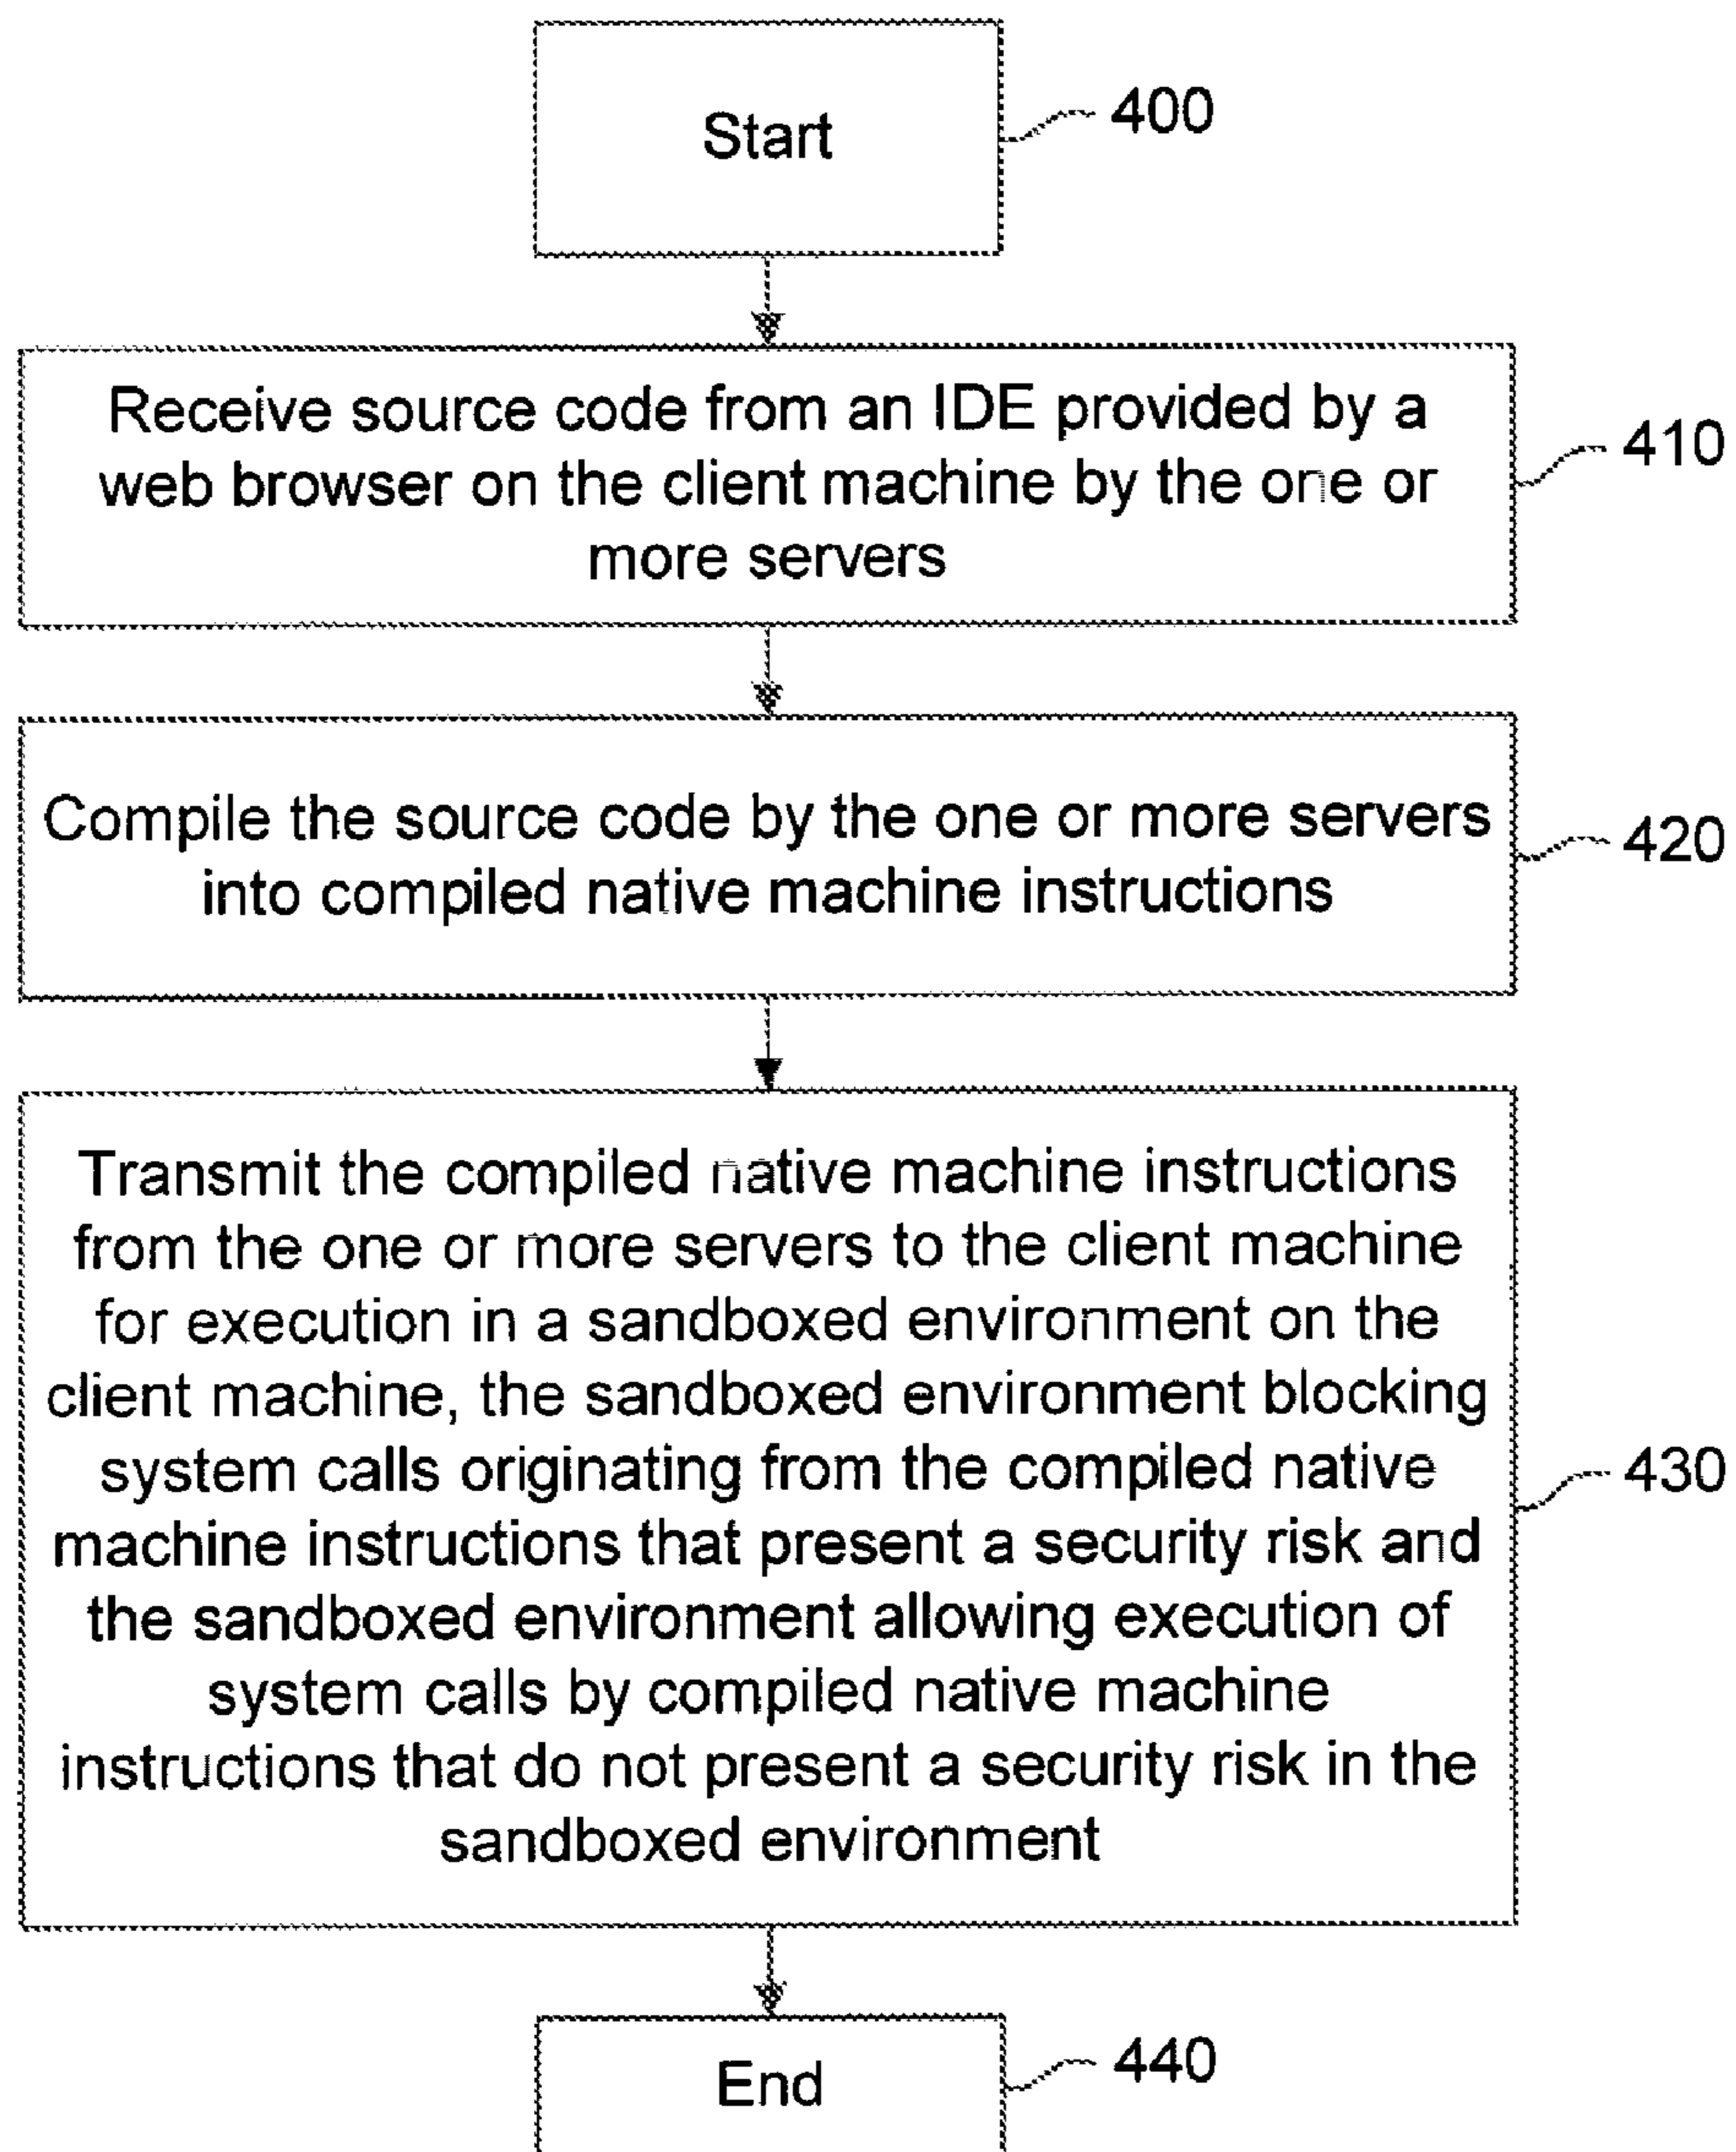 Start
400
Receive source code from an IDE provided by a
web browser on the client machine by the one or
more servers
410
Compile the source code by the one or more servers
into compiled native machine instructions
420
Transmit the compiled native machine instructions
from the one or more servers to the client machine
for execution in a sandboxed environment on the
client machine, the sandboxed environment blocking
system calls originating from the compiled native
machine instructions that present a security risk and
the sandboxed environment allowing execution of
system calls by compiled native machine
instructions that do not present a security risk in the
sandboxed environment
430
End
440